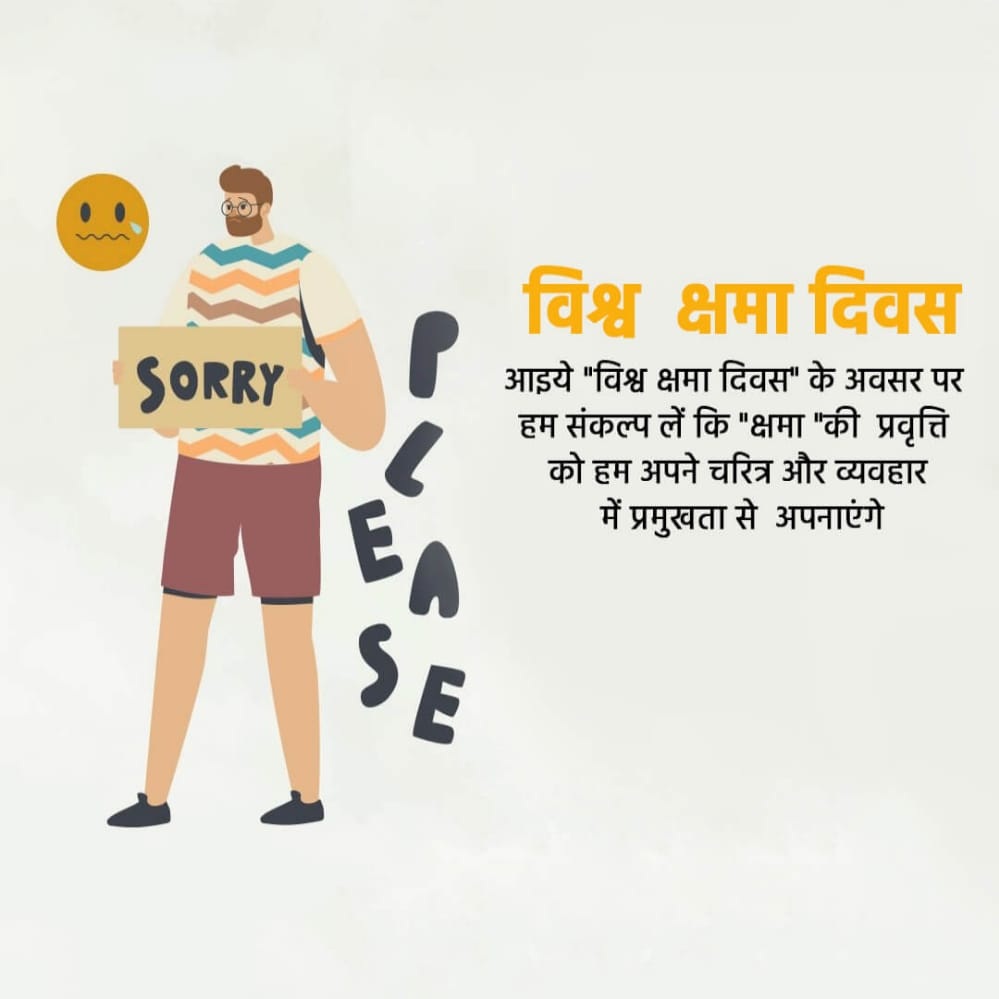 विश्व क्षमा दिवस
आइये "विश्व क्षमा दिवस" के अवसर पर
हम संकल्प लें कि "क्षमा "की प्रवृत्ति
को हम अपने चरित्र और व्यवहार
में प्रमुखता से अपनाएंगे
SORRY
PLEASE